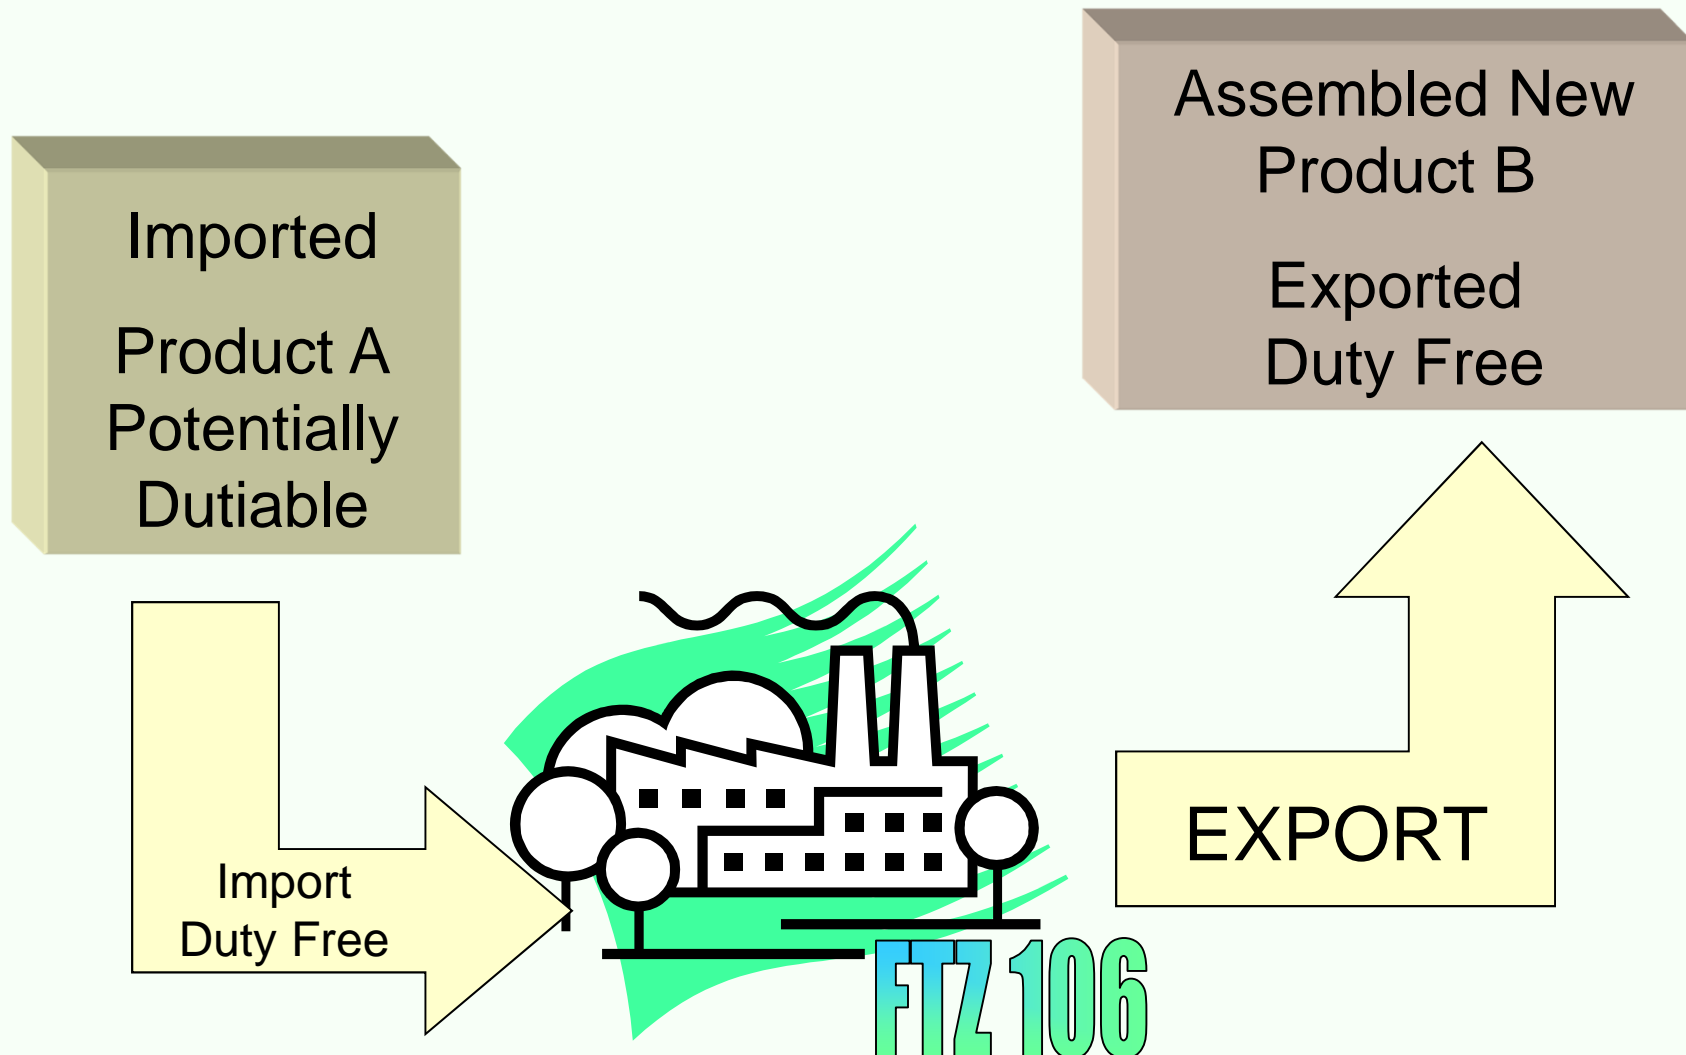 Imported
Product A
Potentially
Dutiable
Assembled New
Product B
Exported
Duty Free
Import
Duty Free
EXPORT
FTZ 106